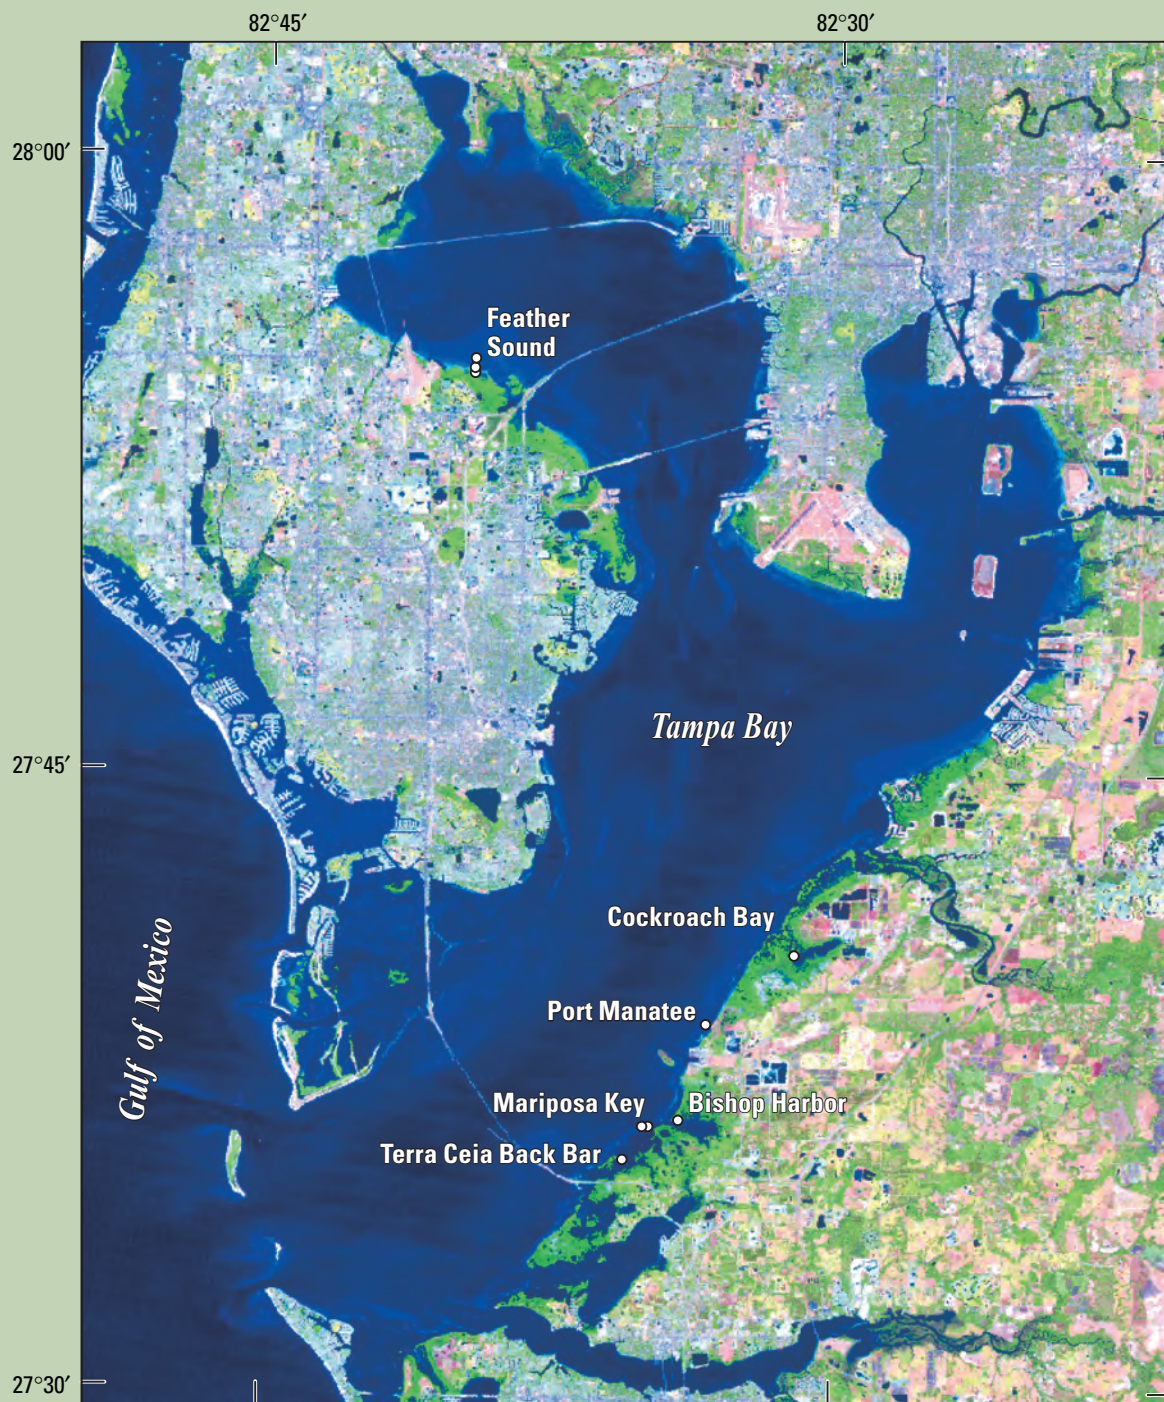 82°45′
82°30′
28°00′
Feather
Sound
Tampa Bay
27°45′
Cockroach Bay
Gulf of Mexico
Port Manatee
Mariposa Key
Bishop Harbor
Terra Ceia Back Bar
27°30′